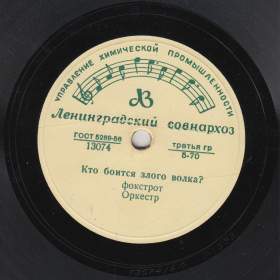 УПРАВЛЕНИЕ ХИМИЧЕСКОЙ ПРОМЫШЛЕННОСТИ
Ленинградский совнархоз
ГОСТ 5289-56
13074
третья гр
5-70
Кто боится злого волка?
фокстрот
Оркестр